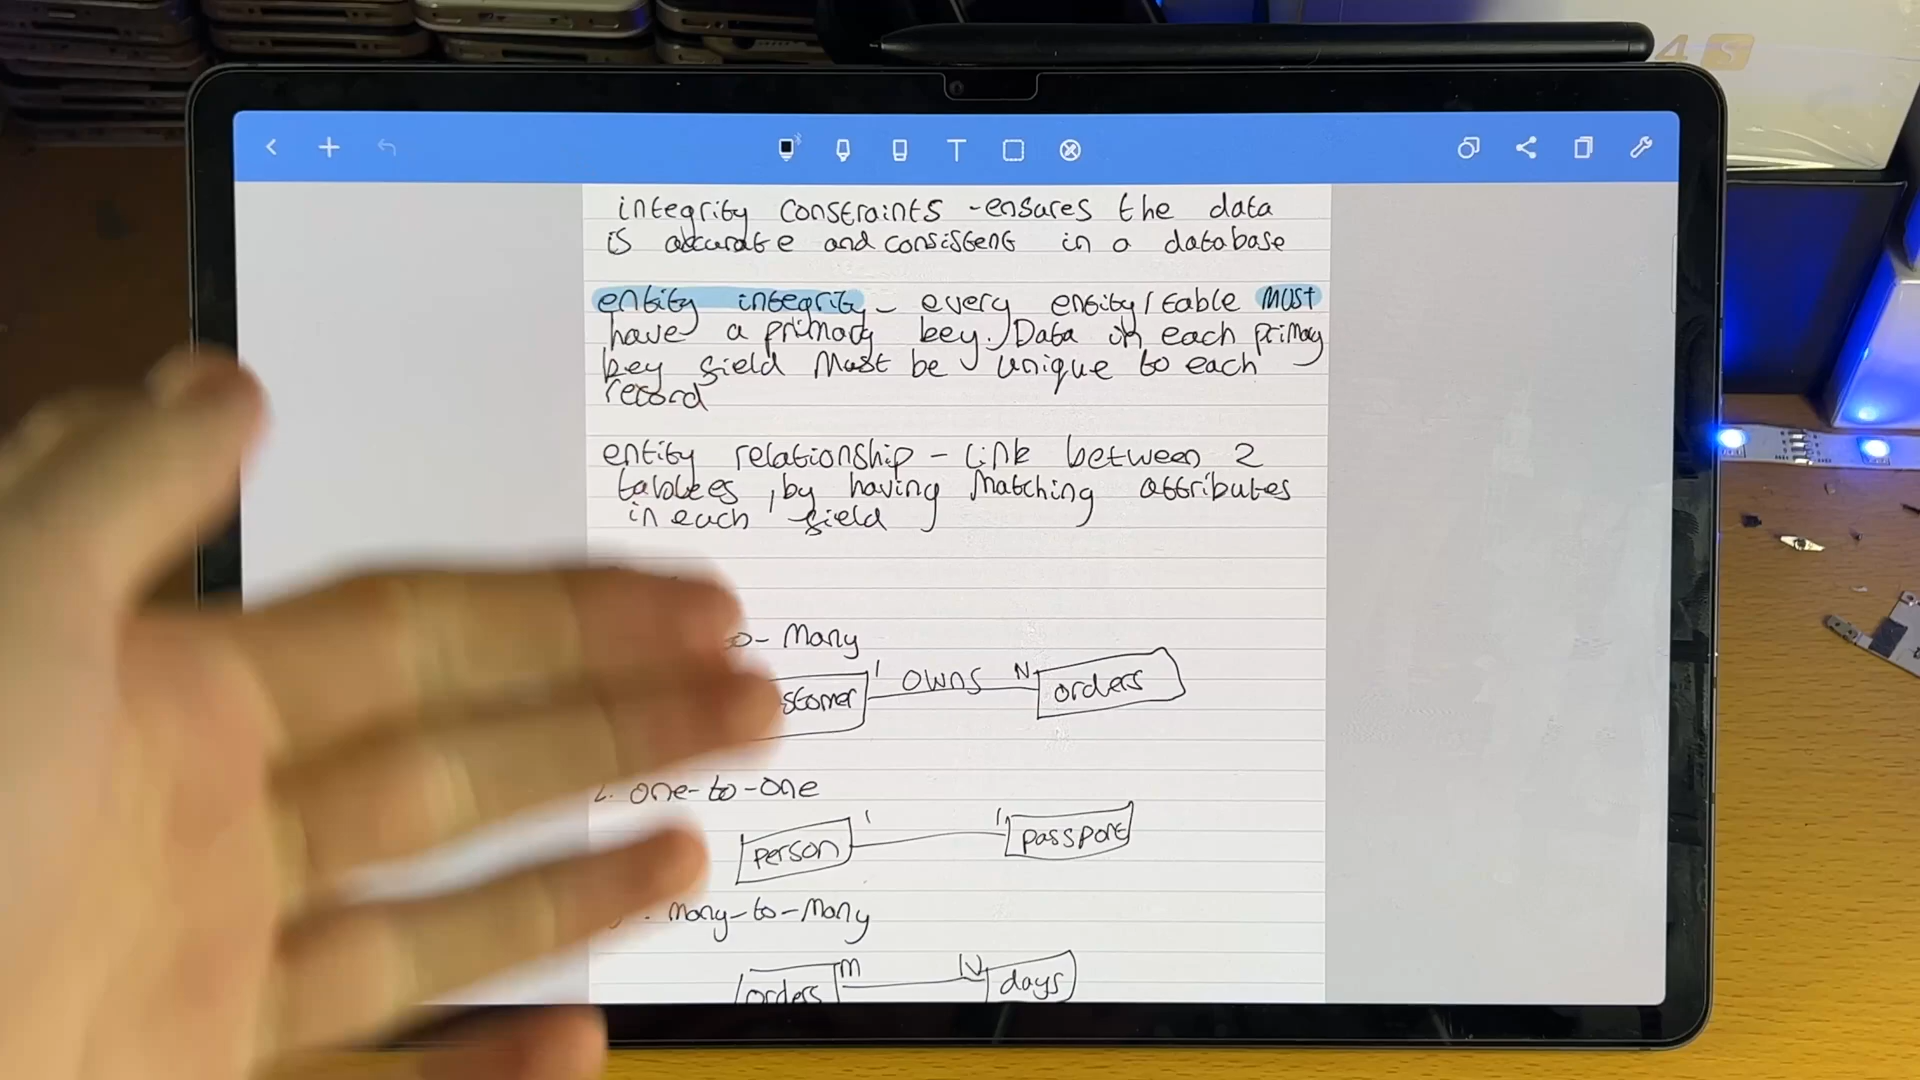 4 S
T
integrity constraints - ensures the data
is accurate and consistent in a database
entity integrity - every entity / table MUST
have a primary key. Data in each primary
key field must be unique to each
record
entity relationship - link between 2
tablees, by having matching attributes
in each field
o - Many
stomer 1 owns N orders
2. one-to-one
person 1 1 passport
. Many-to-Many
orders m N days